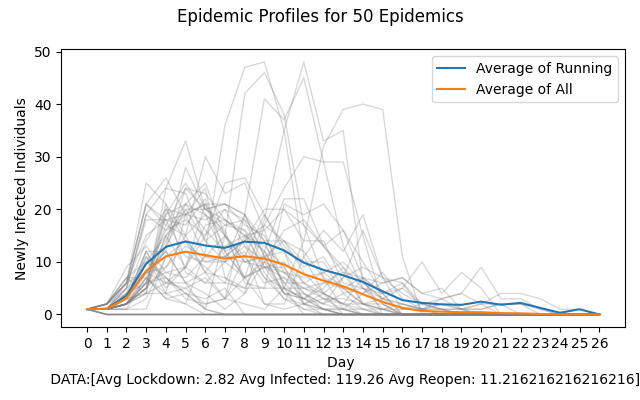 Epidemic Profiles for 50 Epidemics
50
40
30
20
10
0
Newly Infected Individuals
Average of Running
Average of All
0 1 2 3 4 5 6 7 8 9 10 11 12 13 14 15 16 17 18 19 20 21 22 23 24 25 26
Day
DATA:[Avg Lockdown: 2.82 Avg Infected: 119.26 Avg Reopen: 11.216216216216216]